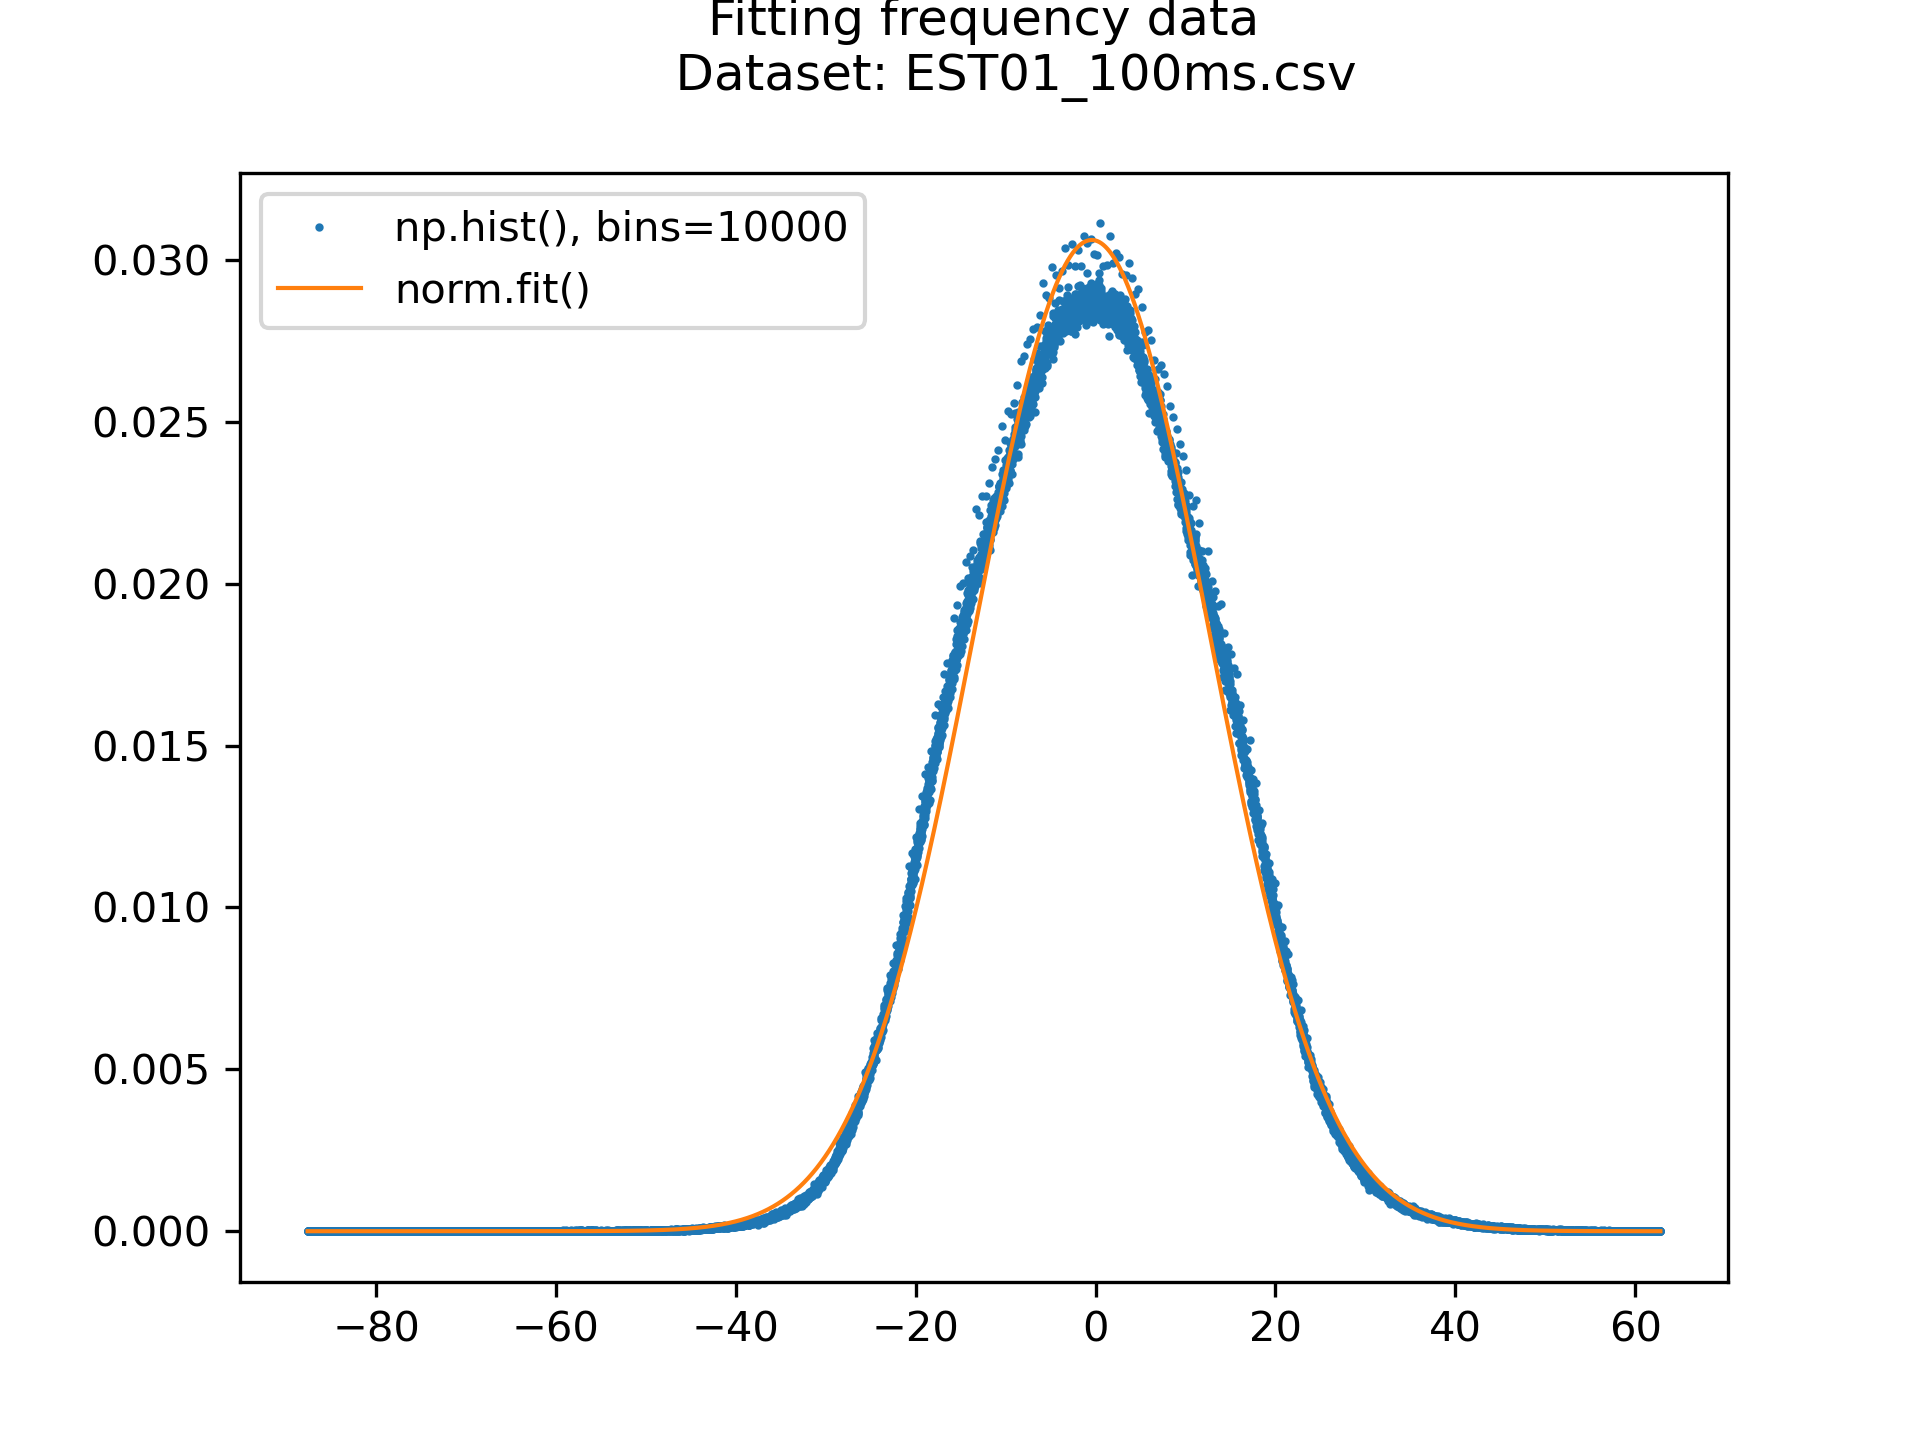 Fitting frequency data
Dataset: EST01_100ms.csv
np.hist(), bins=10000
norm.fit()
0.030
0.025
0.020
0.015
0.010
0.005
0.000
−80 −60 −40 −20 0 20 40 60